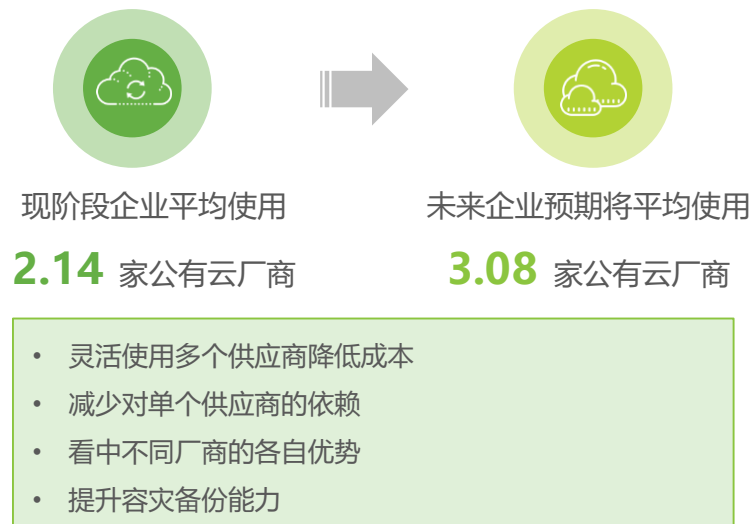 现阶段企业平均使用
未来企业预期将平均使用
2.14 家公有云厂商
3.08 家公有云厂商
• 灵活使用多个供应商降低成本
• 减少对单个供应商的依赖
• 看中不同厂商的各自优势
• 提升容灾备份能力